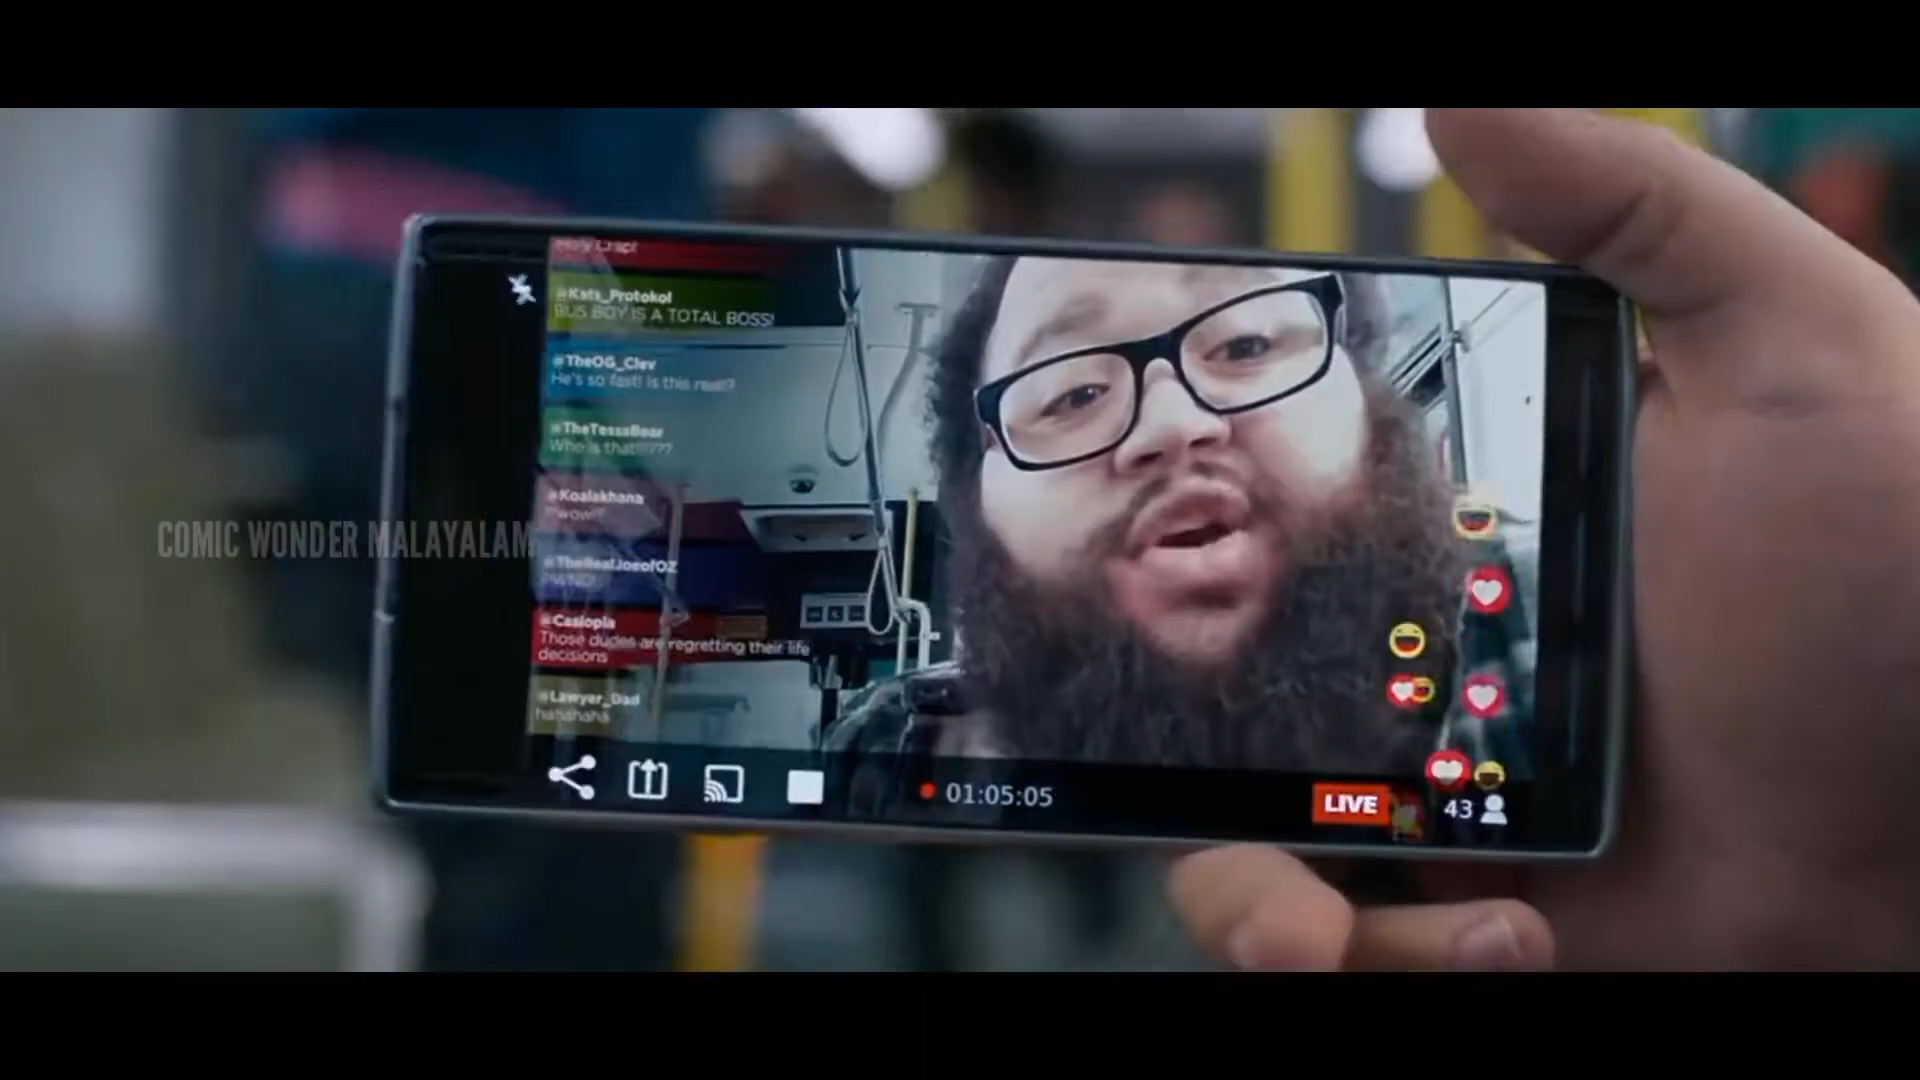 Holy Crap!
@Kats_Protokol
BUS BOY IS A TOTAL BOSS!
@TheOG_Clev
He's so fast! Is this real!?
@TheTessaBear
Who is that!!!???
@Koalakhana
@TheRealJoeofOZ
PWND!
@Casiopia
Those dudes are regretting their life
decisions
@Lawyer_Dad
hahahaha
COMIC WONDER MALAYALAM
01:05:05
LIVE
43